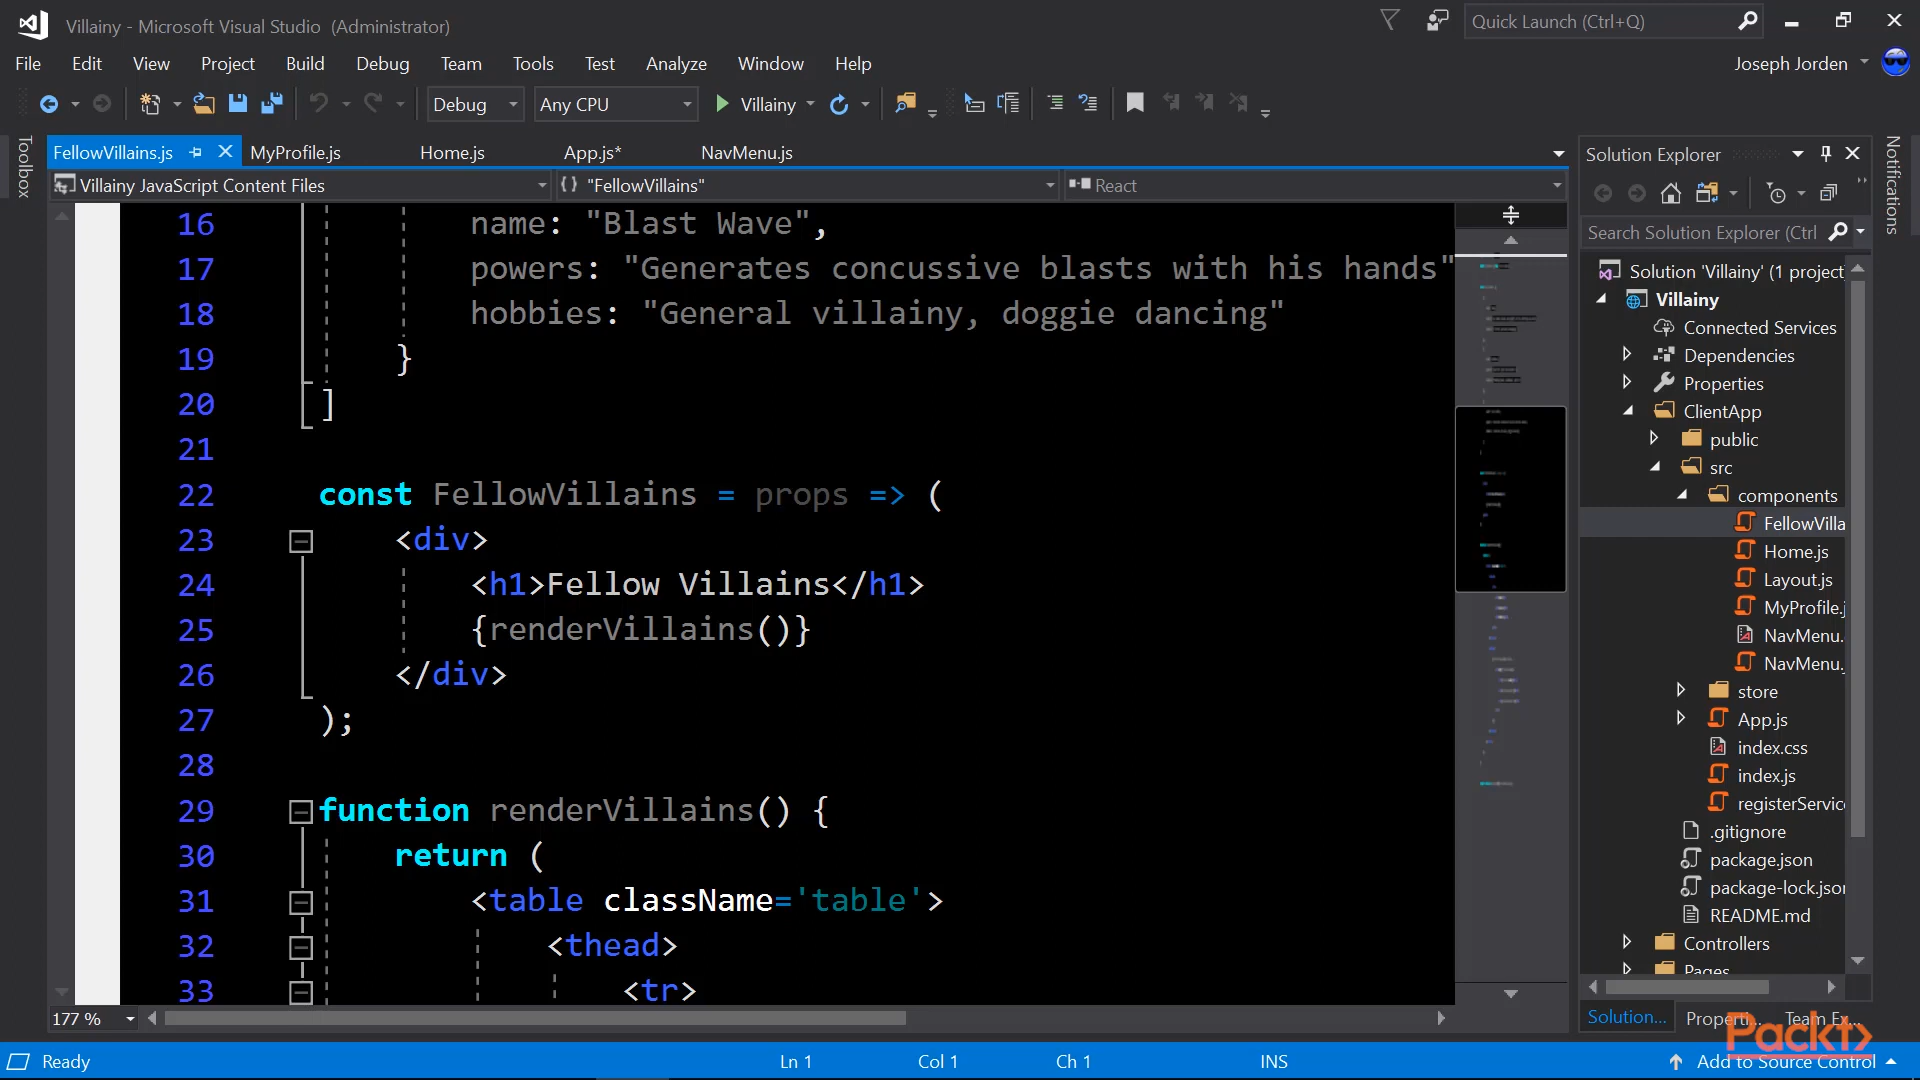 Villainy - Microsoft Visual Studio (Administrator)
Quick Launch (Ctrl+Q)
File Edit View Project Build Debug Team Tools Test Analyze Window Help
Joseph Jorden
Debug Any CPU Villainy
Toolbox
FellowVillains.js MyProfile.js Home.js App.js* NavMenu.js
Villainy JavaScript Content Files {} "FellowVillains" React
16 name: "Blast Wave",
17 powers: "Generates concussive blasts with his hands"
18 hobbies: "General villainy, doggie dancing"
19 }
20 ]
21
22 const FellowVillains = props => (
23 <div>
24 <h1>Fellow Villains</h1>
25 {renderVillains()}
26 </div>
27 );
28
29 function renderVillains() {
30 return (
31 <table className='table'>
32 <thead>
33 <tr>
177 %
Solution Explorer
Search Solution Explorer (Ctrl
Solution 'Villainy' (1 project
Villainy
Connected Services
Dependencies
Properties
ClientApp
public
src
components
FellowVilla
Home.js
Layout.js
MyProfile.j
NavMenu.
NavMenu.
store
App.js
index.css
index.js
registerServic
.gitignore
package.json
package-lock.jsor
README.md
Controllers
Pages
Solution... Properti... Team Ex...
Notifications
Packt>
Ready Ln 1 Col 1 Ch 1 INS Add to Source Control